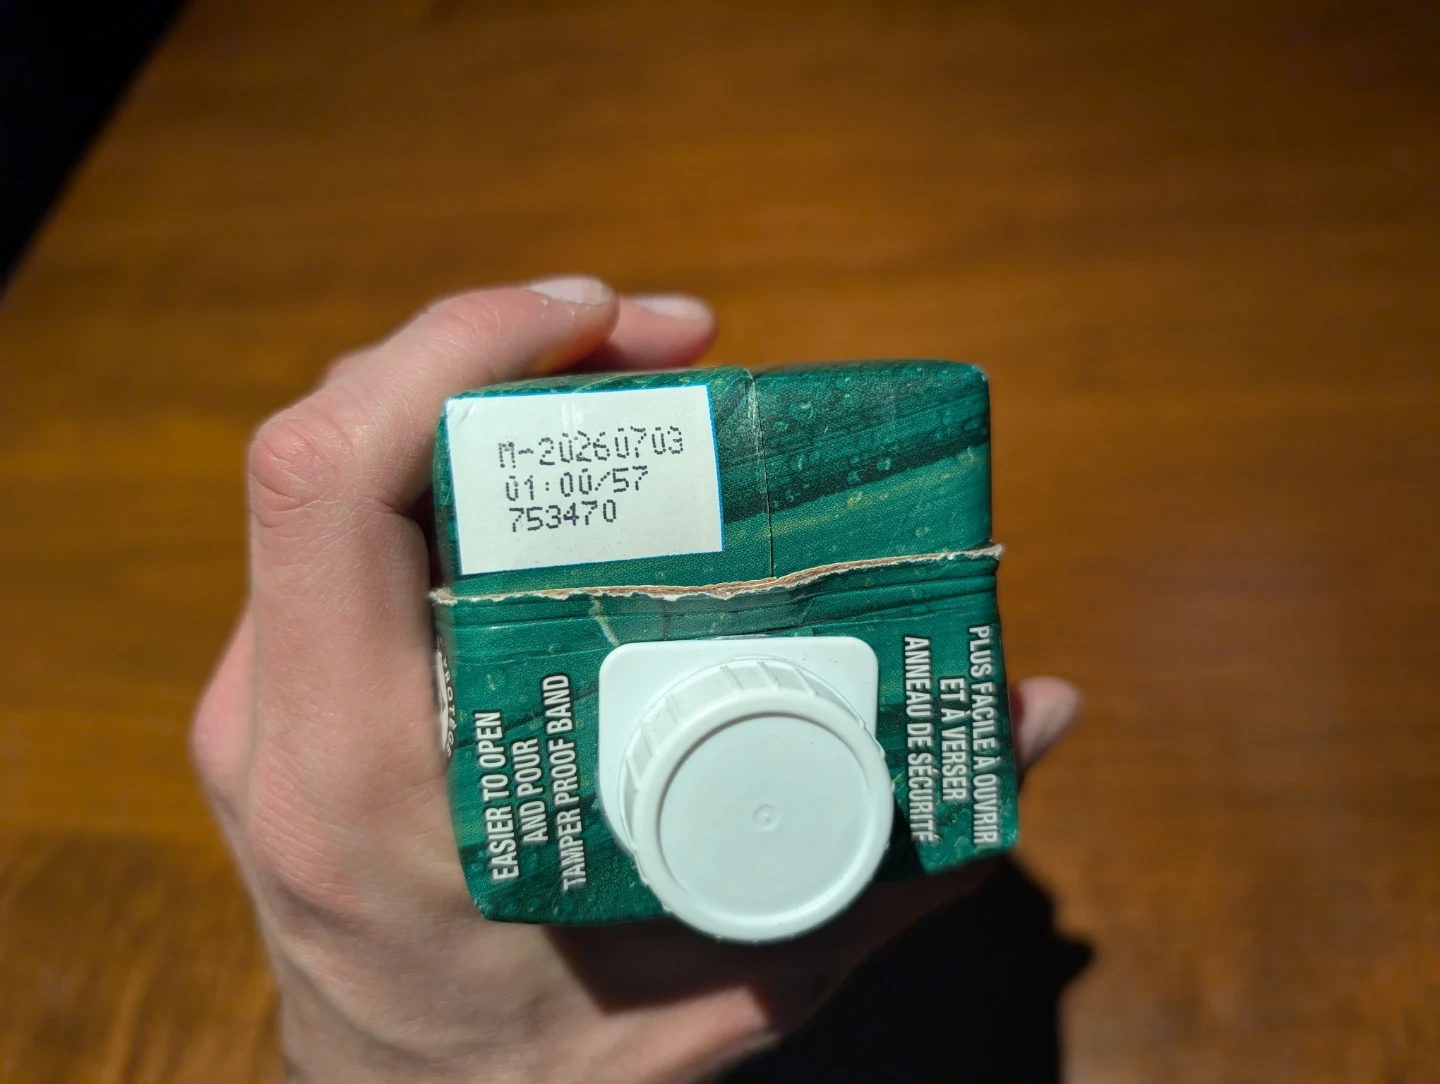 M-20260703
01:00/57
753470
EASIER TO OPEN
AND POUR
TAMPER PROOF BAND
PLUS FACILE À OUVRIR
ET À VERSER
ANNEAU DE SÉCURITÉ